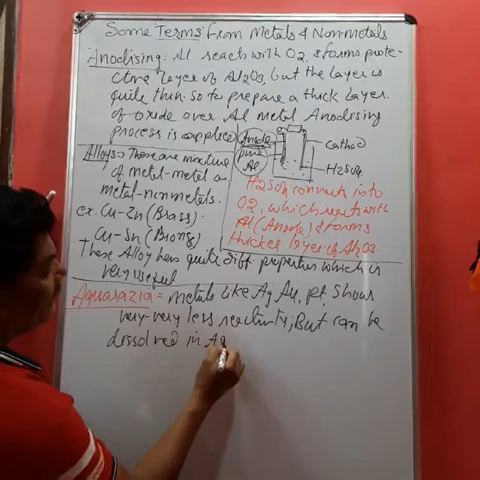 Some Terms from Metals & Nonmetals
Anodising = Al reach with O2 & forms prote-
ctive layer of Al2O3, but the layer is
quite thin. so to prepare a thick layer
of oxide over Al metal Anodising
process is applied
Anode
pure
Al
Cathod
H2SO4
H2SO4 converts into
O2, which reacts with
Al (Anode) & forms
thicker layer of Al2O3.
Alloys = These are mixture
of metal-metal or
metal-nonmetals.
ex. Cu-Zn (Brass).
Cu-Sn (Bronz)
These Alloy has quite diff. properties which is
very useful
Aquarazia = metals like Ag Au, pt shows
very very less reactivity, But can be
dissolved in Aq